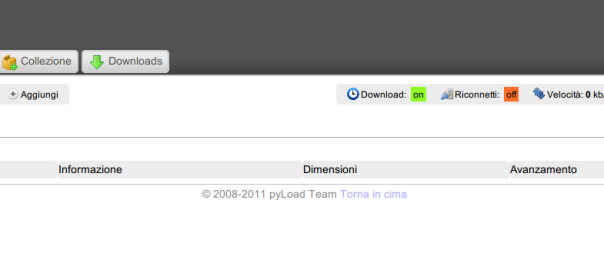 Collezione Downloads
Aggiungi Download: on Riconnetti: off Velocità: 0 kb/
Informazione Dimensioni Avanzamento
© 2008-2011 pyLoad Team Torna in cima